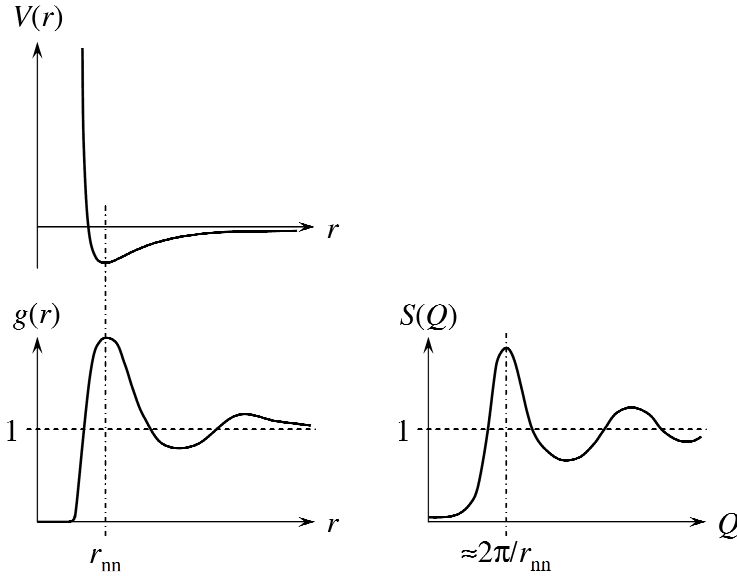 V(r)
r
g(r)
1
r
r_nn
S(Q)
1
Q
≈2π/r_nn